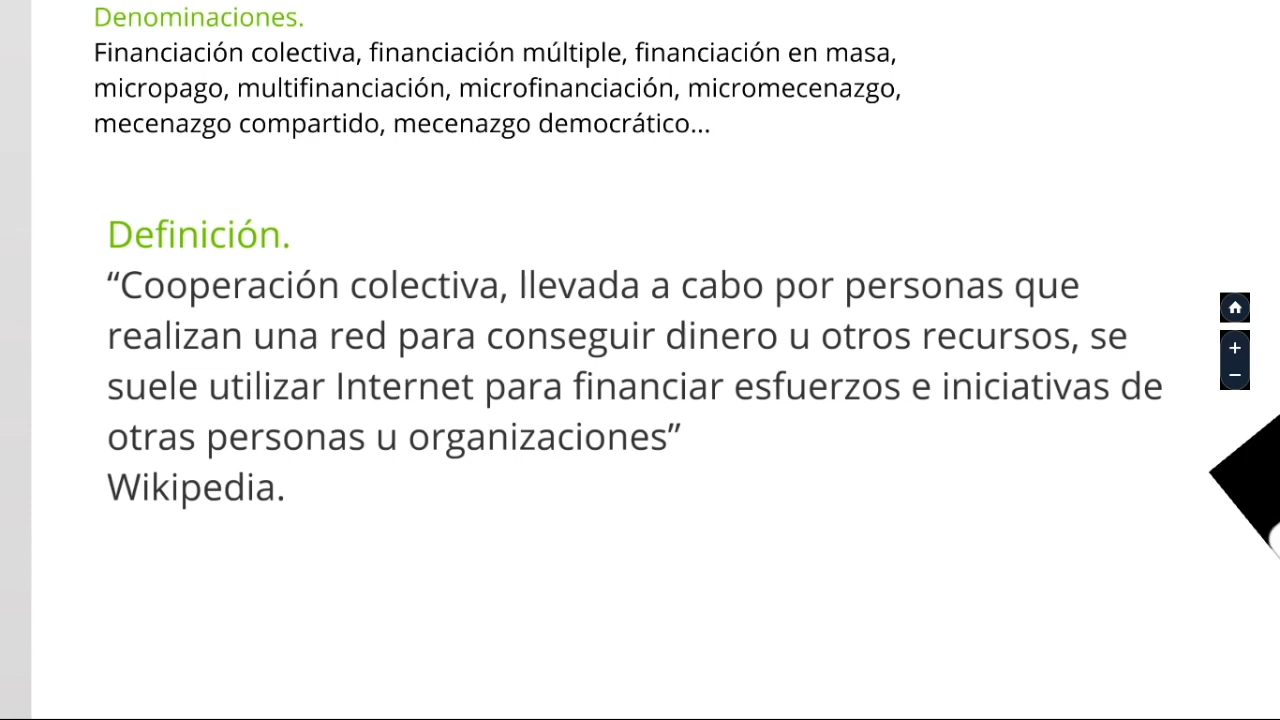 Denominaciones.
Financiación colectiva, financiación múltiple, financiación en masa,
micropago, multifinanciación, microfinanciación, micromecenazgo,
mecenazgo compartido, mecenazgo democrático...
Definición.
“Cooperación colectiva, llevada a cabo por personas que
realizan una red para conseguir dinero u otros recursos, se
suele utilizar Internet para financiar esfuerzos e iniciativas de
otras personas u organizaciones”
Wikipedia.